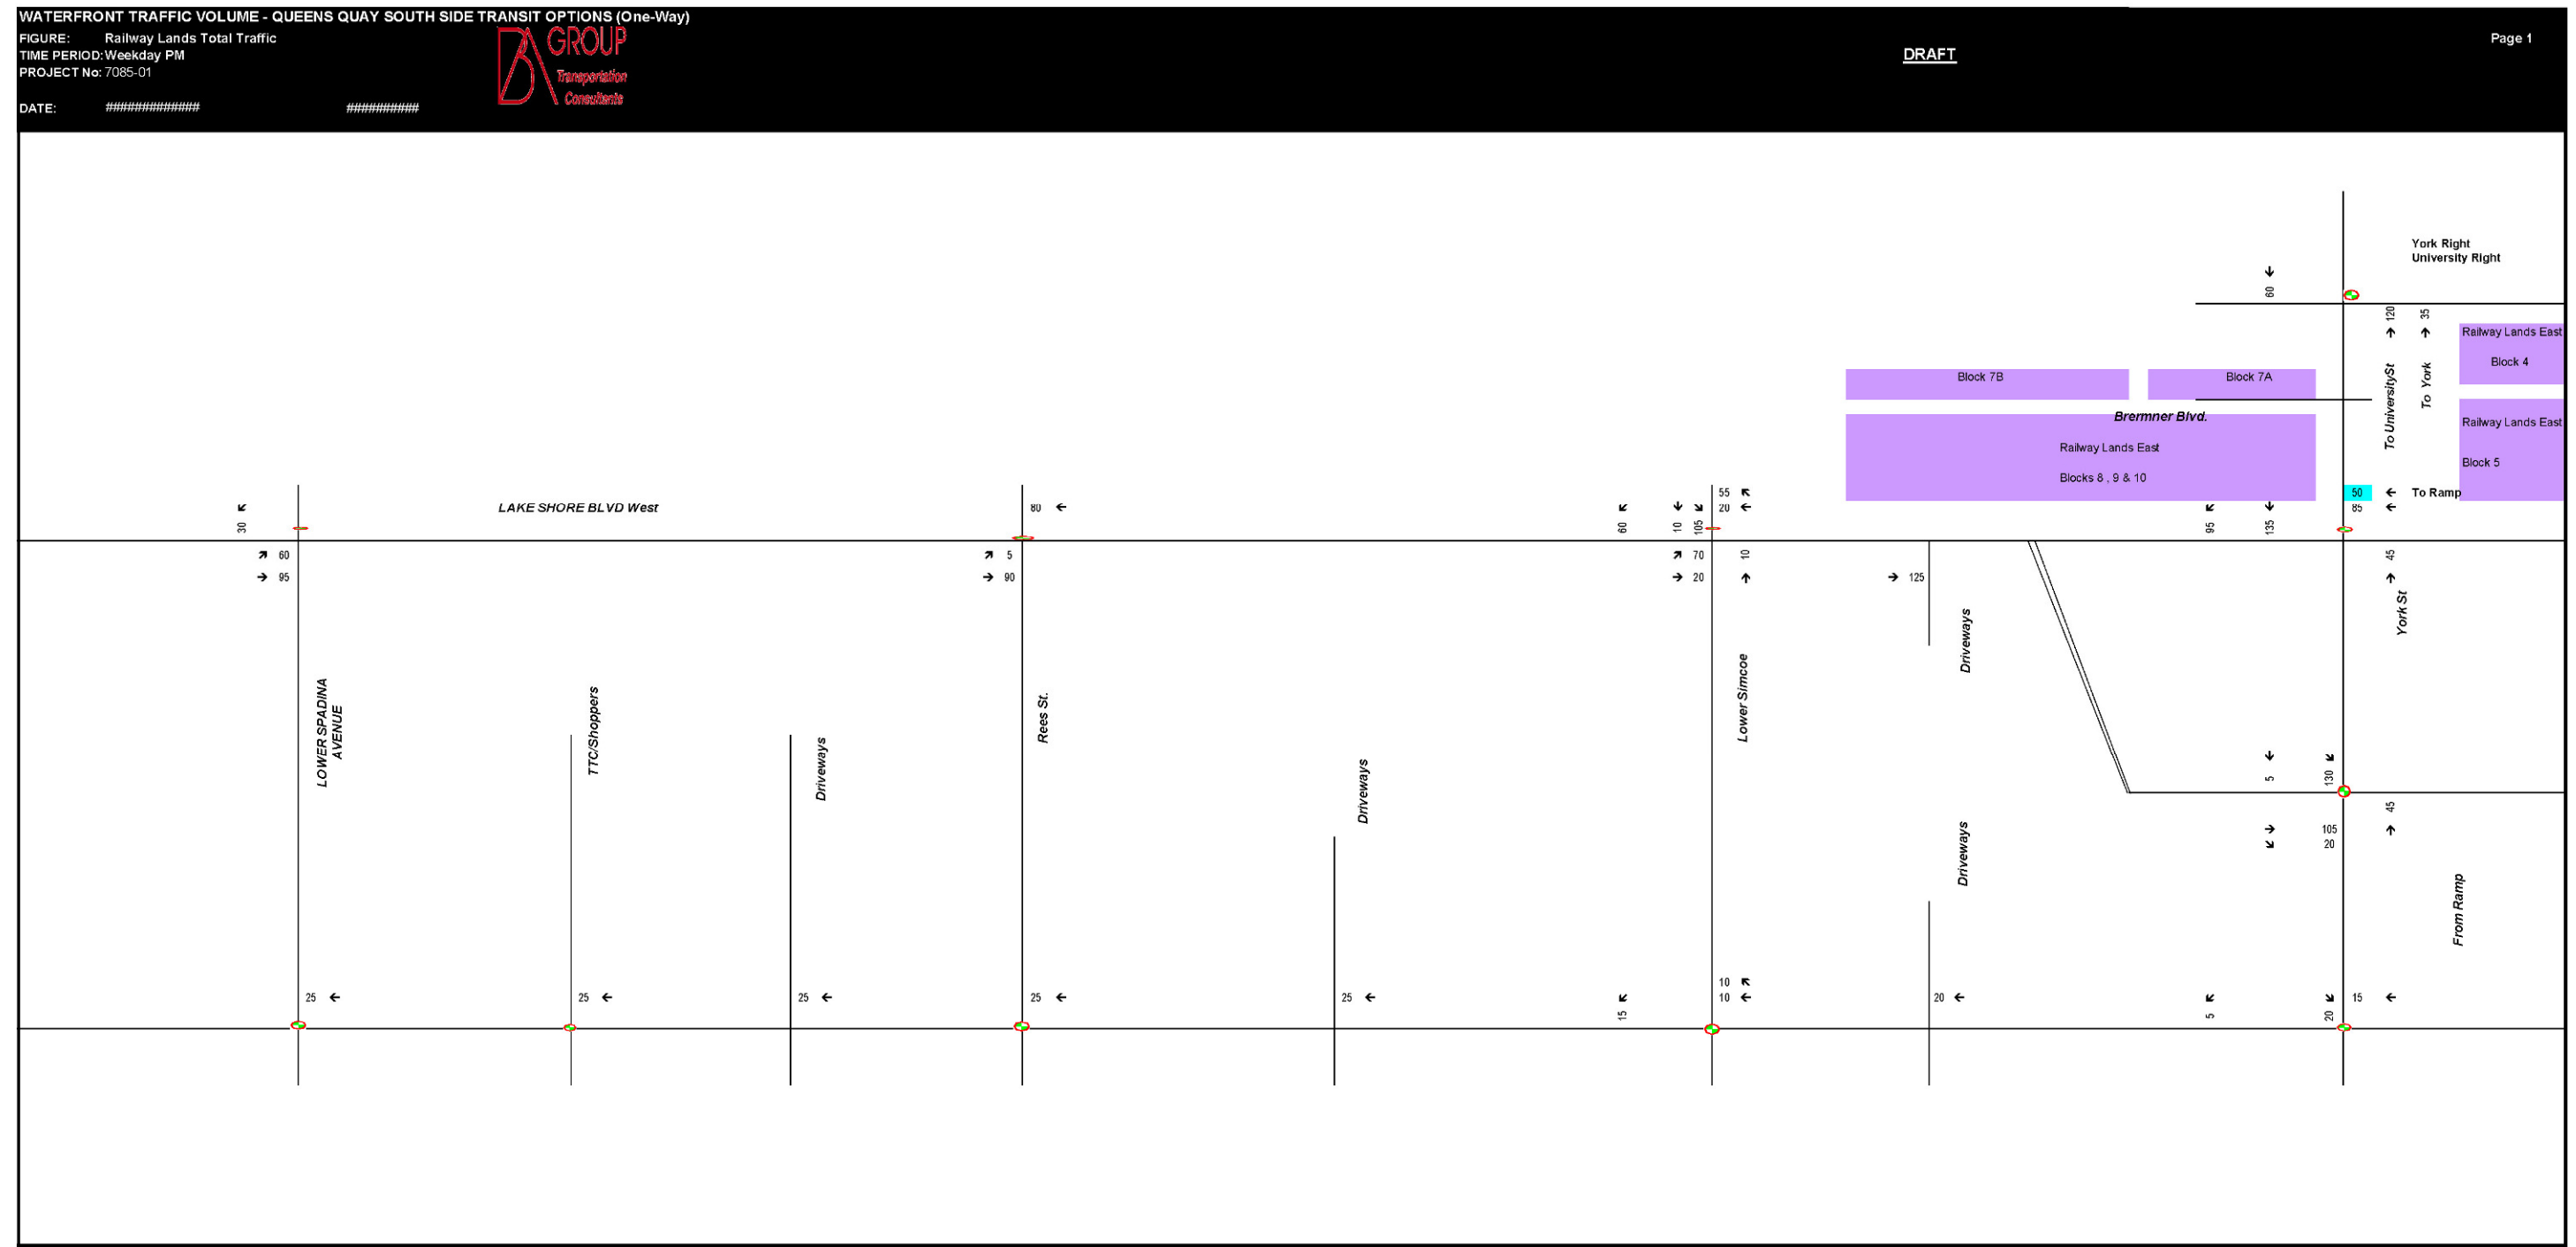 WATERFRONT TRAFFIC VOLUME - QUEENS QUAY SOUTH SIDE TRANSIT OPTIONS (One-Way)
FIGURE: Railway Lands Total Traffic
TIME PERIOD: Weekday PM
PROJECT No: 7085-01
DATE: ############# ##########
BA GROUP
Transportation
Consultants
DRAFT
Page 1
York Right
University Right
60
120
35
Railway Lands East
Block 4
Block 7B
Block 7A
To UniversitySt
To York
Brermner Blvd.
Railway Lands East
Blocks 8 , 9 & 10
Railway Lands East
Block 5
50 To Ramp
30
LAKE SHORE BLVD West
80
60
10
105
55
20
95
135
85
60
95
5
90
70
20
10
125
45
York St
Driveways
LOWER SPADINA
AVENUE
TTC/Shoppers
Driveways
Rees St.
Driveways
Lower Simcoe
5
130
45
105
20
Driveways
From Ramp
25
25
25
25
25
15
10
10
20
5
20
15